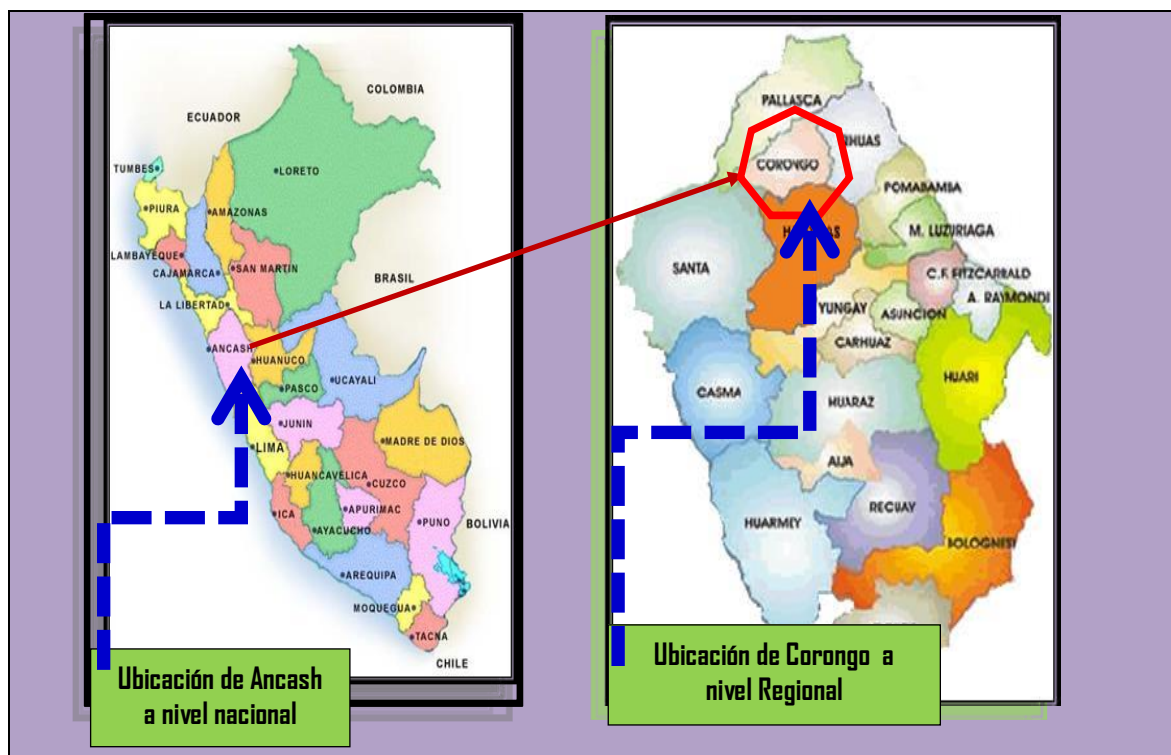 COLOMBIA
ECUADOR
TUMBES
LORETO
PIURA
AMAZONAS
LAMBAYEQUE
SAN MARTIN
CAJAMARCA
BRASIL
LA LIBERTAD
ANCASH
HUANUCO
UCAYALI
PASCO
JUNIN
LIMA
MADRE DE DIOS
HUANCAVELICA
CUZCO
ICA
APURIMAC
PUNO
BOLIVIA
AYACUCHO
AREQUIPA
MOQUEGUA
TACNA
CHILE
Ubicación de Ancash
a nivel nacional
PALLASCA
CORONGO
POMABAMBA
M. LUZURIAGA
SANTA
C.F. FITZCARRALD
A. RAYMONDI
YUNGAY
ASUNCION
CARHUAZ
HUARI
CASMA
HUARAZ
AIJA
RECUAY
HUARMEY
BOLOGNESI
Ubicación de Corongo a
nivel Regional